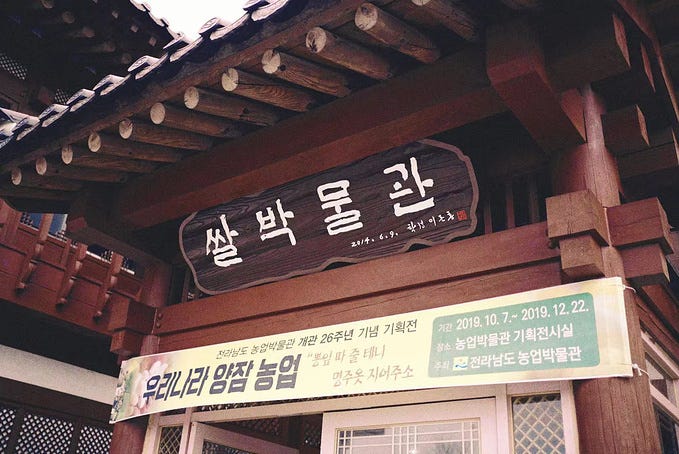 쌀박물관
2014. 6. 9.
전라남도 농업박물관 개관 26주년 기념 기획전
우리나라 양잠 농업
"뽕잎 따 줄 테니
명주옷 지어주소
기간 2019. 10. 7.~ 2019. 12. 22.
장소 농업박물관 기획전시실
주최 전라남도 농업박물관